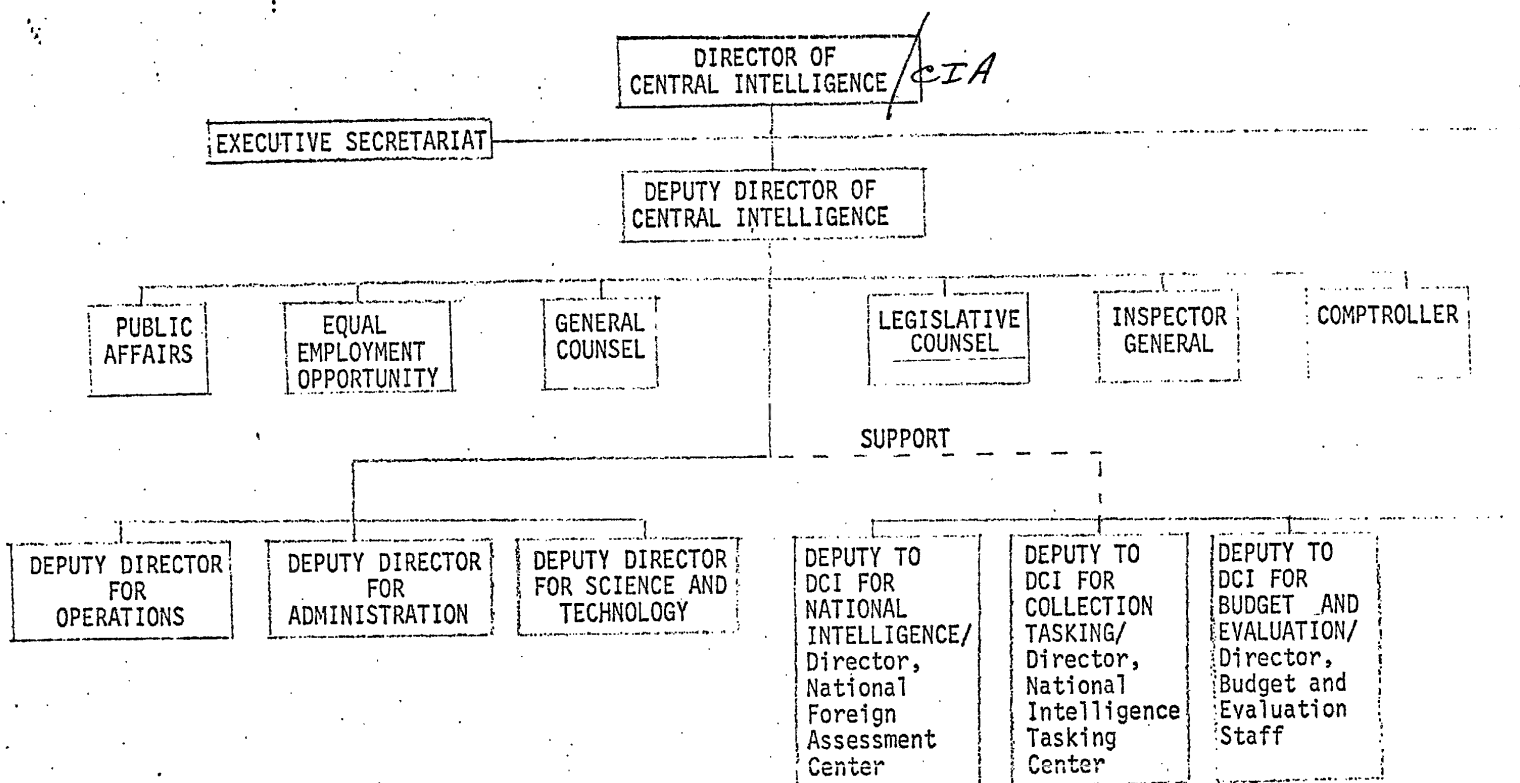 DIRECTOR OF
CENTRAL INTELLIGENCE/CIA
EXECUTIVE SECRETARIAT
DEPUTY DIRECTOR OF
CENTRAL INTELLIGENCE
PUBLIC
AFFAIRS
EQUAL
EMPLOYMENT
OPPORTUNITY
GENERAL
COUNSEL
LEGISLATIVE
COUNSEL
INSPECTOR
GENERAL
COMPTROLLER
SUPPORT
DEPUTY DIRECTOR
FOR
OPERATIONS
DEPUTY DIRECTOR
FOR
ADMINISTRATION
DEPUTY DIRECTOR
FOR SCIENCE AND
TECHNOLOGY
DEPUTY TO
DCI FOR
NATIONAL
INTELLIGENCE/
Director,
National
Foreign
Assessment
Center
DEPUTY TO
DCI FOR
COLLECTION
TASKING/
Director,
National
Intelligence
Tasking
Center
DEPUTY TO
DCI FOR
BUDGET AND
EVALUATION/
Director,
Budget and
Evaluation
Staff